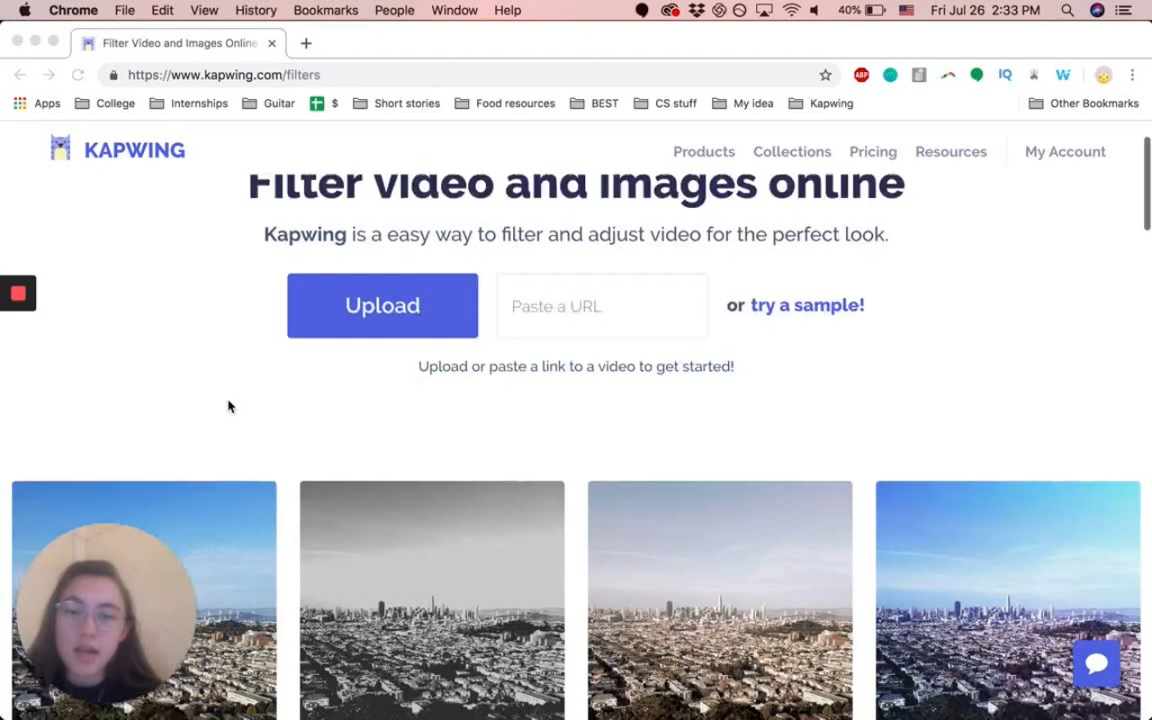 Chrome File Edit View History Bookmarks People Window Help 40% Fri Jul 26 2:33 PM
Filter Video and Images Online
https://www.kapwing.com/filters ABP IQ W
Apps College Internships Guitar $ Short stories Food resources BEST CS stuff My idea Kapwing Other Bookmarks
KAPWING Products Collections Pricing Resources My Account
Filter Video and Images Online
Kapwing is a easy way to filter and adjust video for the perfect look.
Upload Paste a URL. or try a sample!
Upload or paste a link to a video to get started!